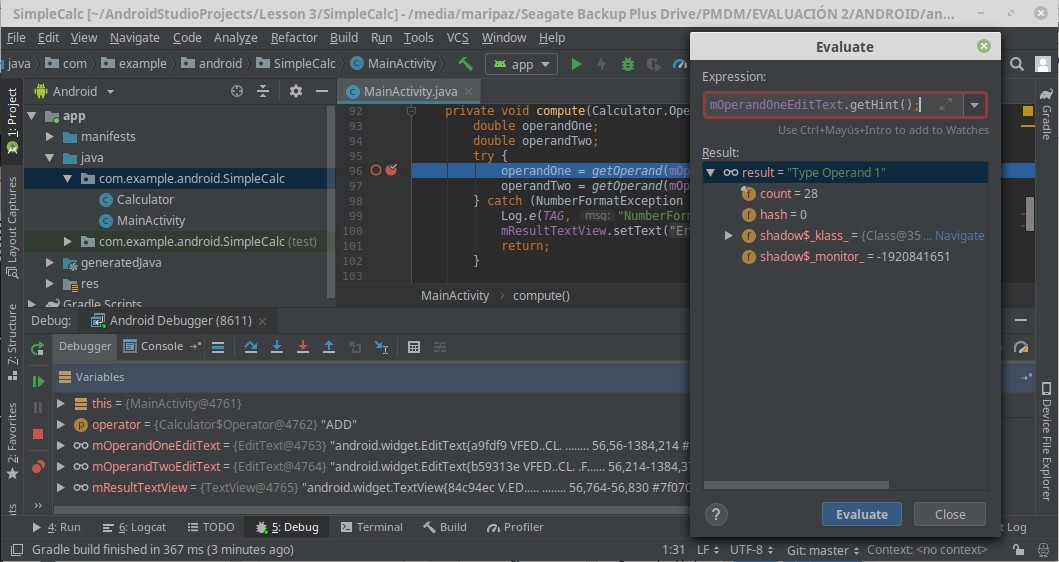 SimpleCalc [~/AndroidStudioProjects/Lesson 3/SimpleCalc] - /media/maripaz/Seagate Backup Plus Drive/PMDM/EVALUACIÓN 2/ANDROID/an...
File Edit View Navigate Code Analyze Refactor Build Run Tools VCS Window Help
java com example android SimpleCalc MainActivity app
1: Project
Layout Captures
7: Structure
2: Favorites
Android
app
manifests
java
com.example.android.SimpleCalc
Calculator
MainActivity
com.example.android.SimpleCalc (test)
generatedJava
res
Gradle Scripts
MainActivity.java
92 private void compute(Calculator.Ope
93 double operandOne;
94 double operandTwo;
95 try {
96 operandOne = getOperand(mOp
97 operandTwo = getOperand(mOp
98 } catch (NumberFormatException
99 Log.e(TAG, msg: "NumberForm
100 mResultTextView.setText("Er
101 return;
102 }
103
MainActivity compute()
Evaluate
Expression:
mOperandOneEditText.getHint();
Use Ctrl+Mayús+Intro to add to Watches
Result:
result = "Type Operand 1"
count = 28
hash = 0
shadow$_klass_ = {Class@35... Navigate
shadow$_monitor_ = -1920841651
? Evaluate Close
Gradle
Device File Explorer
Debug: Android Debugger (8611)
Debugger Console
Variables
this = {MainActivity@4761}
operator = {Calculator$Operator@4762} "ADD"
mOperandOneEditText = {EditText@4763} "android.widget.EditText{a9fdf9 VFED..CL. ........ 56,56-1384,214 #
mOperandTwoEditText = {EditText@4764} "android.widget.EditText{b59313e VFED..CL. .F...... 56,214-1384,3
mResultTextView = {TextView@4765} "android.widget.TextView{84c94ec V.ED..... ........ 56,764-56,830 #7f070
4: Run 6: Logcat TODO 5: Debug Terminal Build Profiler Log
Gradle build finished in 367 ms (3 minutes ago) 1:31 LF UTF-8 Git: master Context: <no context>